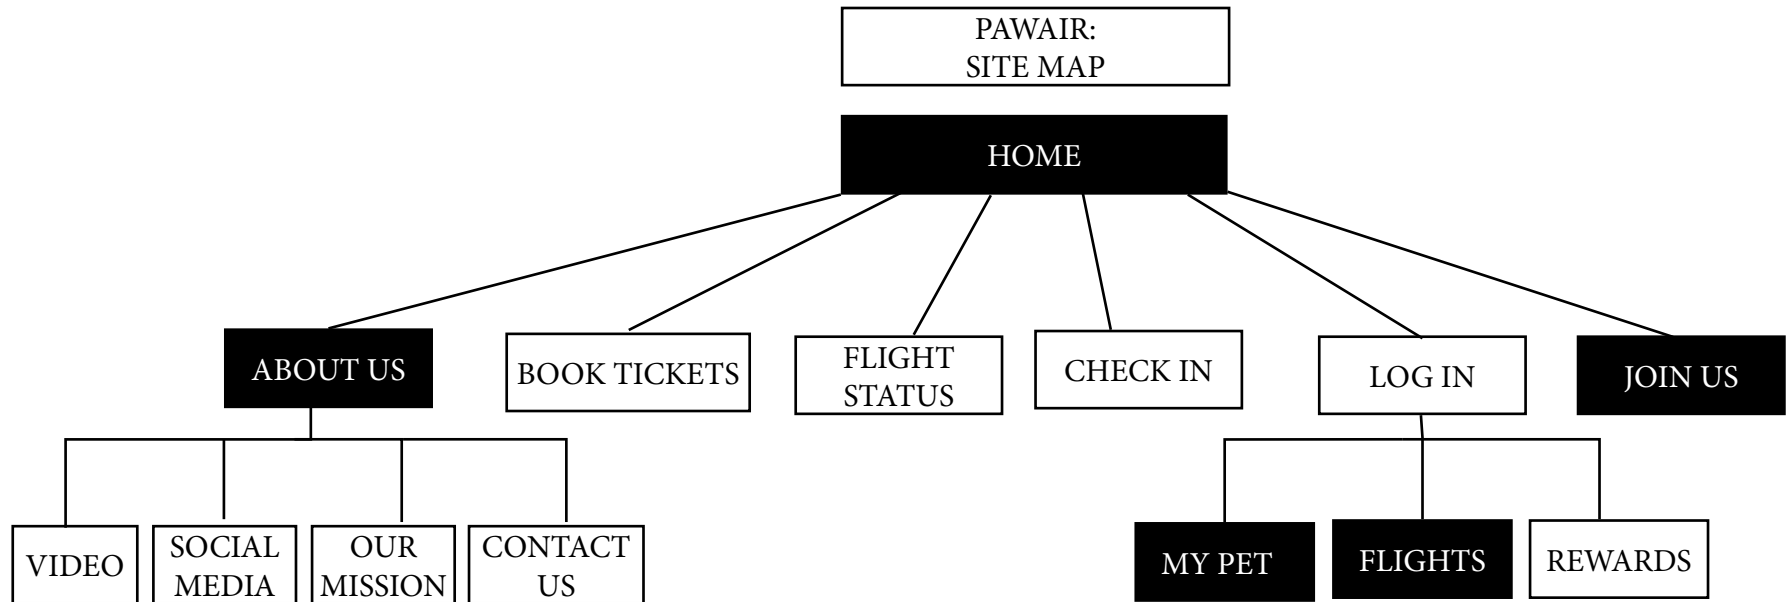 PAWAIR:
SITE MAP
HOME
ABOUT US
BOOK TICKETS
FLIGHT
STATUS
CHECK IN
LOG IN
JOIN US
VIDEO
SOCIAL
MEDIA
OUR
MISSION
CONTACT
US
MY PET
FLIGHTS
REWARDS